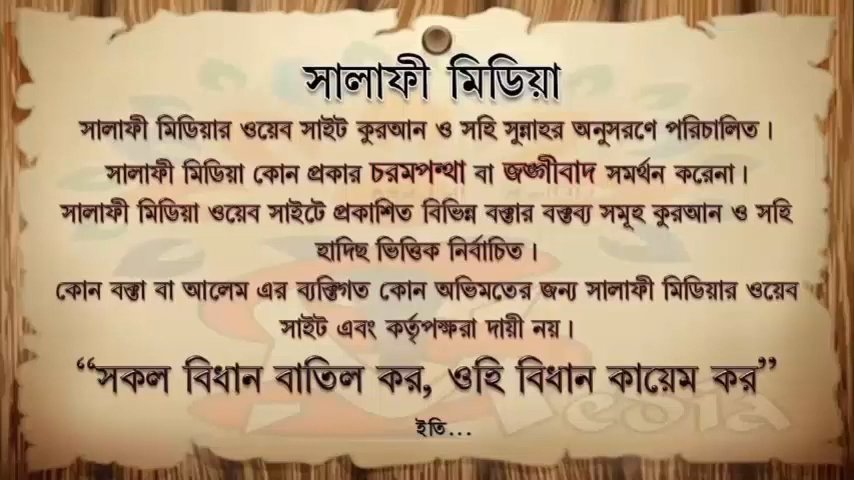 সালাফী মিডিয়া
সালাফী মিডিয়ার ওয়েব সাইট কুরআন ও সহি সুন্নাহর অনুসরণে পরিচালিত।
সালাফী মিডিয়া কোন প্রকার চরমপন্থা বা জঙ্গীবাদ সমর্থন করেনা।
সালাফী মিডিয়া ওয়েব সাইটে প্রকাশিত বিভিন্ন বক্তার বক্তব্য সমূহ কুরআন ও সহি
হাদিছ ভিত্তিক নির্বাচিত।
কোন বক্তা বা আলেম এর ব্যক্তিগত কোন অভিমতের জন্য সালাফী মিডিয়ার ওয়েব
সাইট এবং কর্তৃপক্ষরা দায়ী নয়।
“সকল বিধান বাতিল কর, ওহি বিধান কায়েম কর”
ইতি...